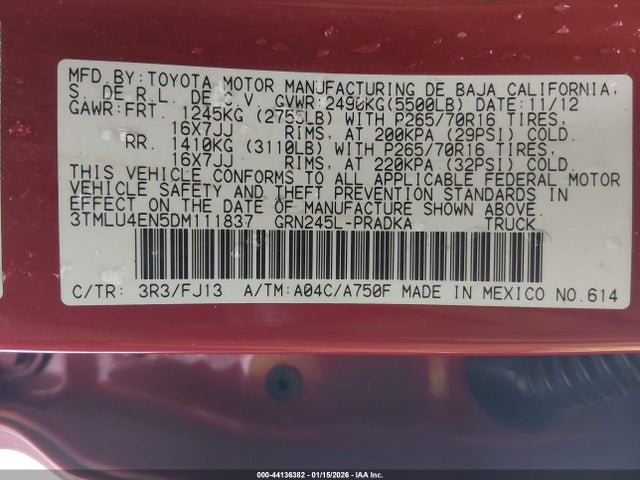 MFD.BY:TOYOTA MOTOR MANUFACTURING DE BAJA CALIFORNIA,
S. DE R.L. DE C.V. GVWR:2490KG(5500LB) DATE:11/12
GAWR:FRT. 1245KG (2755LB) WITH P265/70R16 TIRES,
16X7JJ RIMS, AT 200KPA (29PSI) COLD.
RR. 1410KG (3110LB) WITH P265/70R16 TIRES,
16X7JJ RIMS, AT 220KPA (32PSI) COLD.
THIS VEHICLE CONFORMS TO ALL APPLICABLE FEDERAL MOTOR
VEHICLE SAFETY AND THEFT PREVENTION STANDARDS IN
EFFECT ON THE DATE OF MANUFACTURE SHOWN ABOVE.
3TMLU4EN5DM111837 GRN245L-PRADKA TRUCK
C/TR: 3R3/FJ13 A/TM:A04C/A750F MADE IN MEXICO NO.614
000-44136382 - 01/15/2026 - IAA Inc.